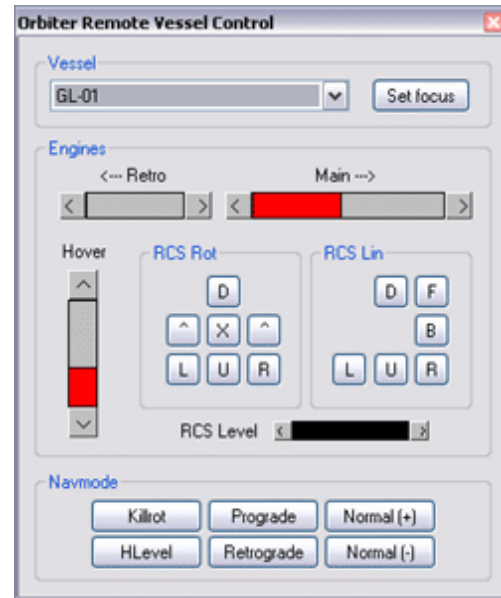 Orbiter Remote Vessel Control
Vessel
GL-01
Set focus
Engines
<--- Retro
Main --->
Hover
RCS Rot
D
^ X ^
L U R
RCS Lin
D F
B
L U R
RCS Level
Navmode
Killrot Prograde Normal (+)
HLevel Retrograde Normal (-)